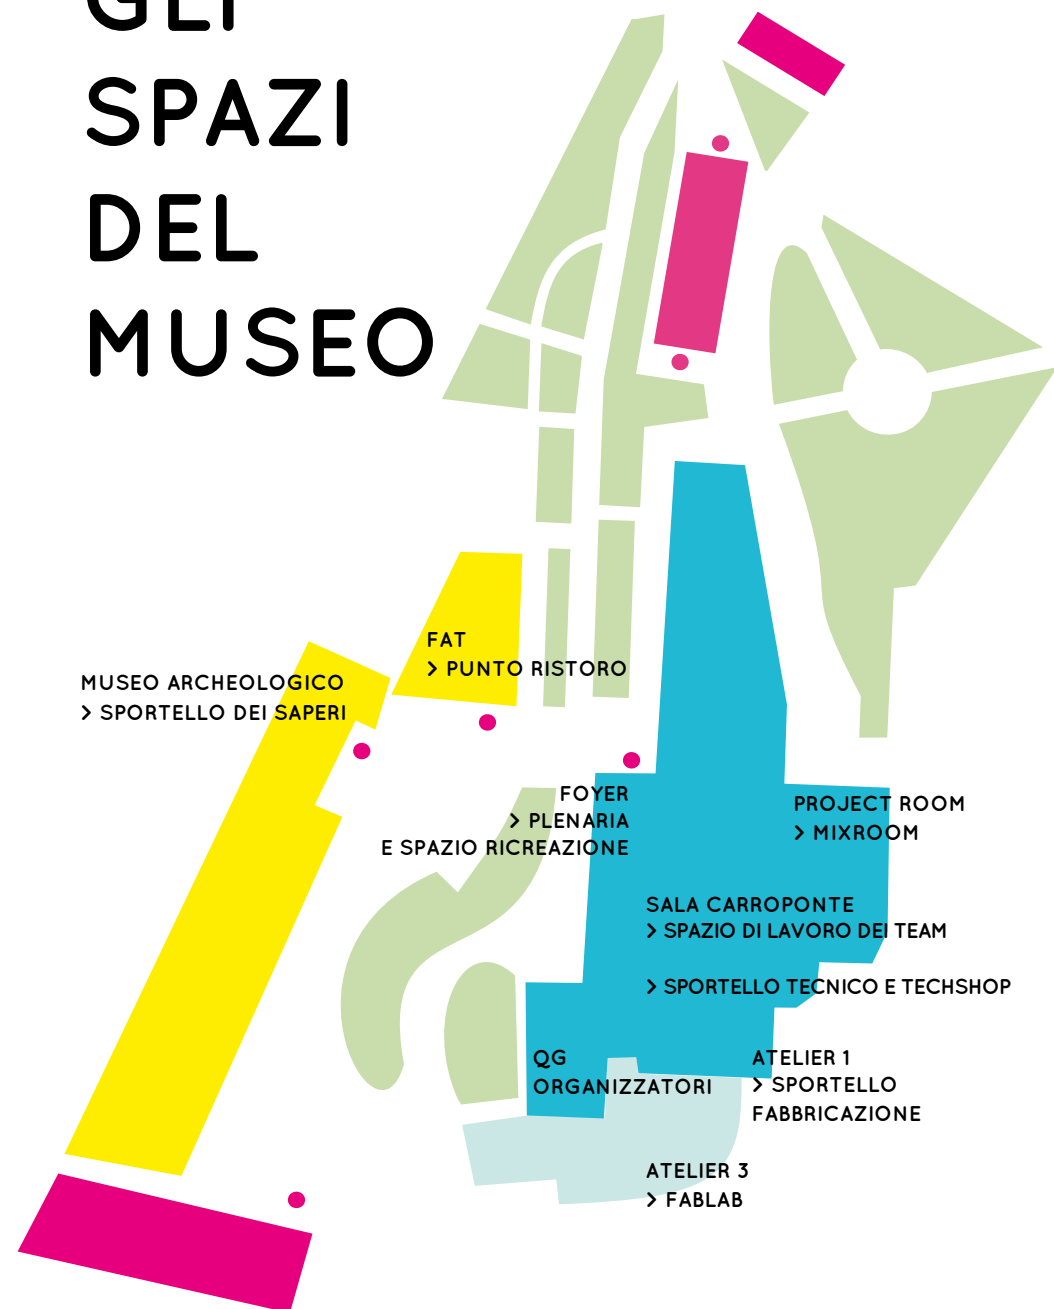 GLI
SPAZI
DEL
MUSEO
FAT
> PUNTO RISTORO
MUSEO ARCHEOLOGICO
> SPORTELLO DEI SAPERI
FOYER
> PLENARIA
E SPAZIO RICREAZIONE
PROJECT ROOM
> MIXROOM
SALA CARROPONTE
> SPAZIO DI LAVORO DEI TEAM
> SPORTELLO TECNICO E TECHSHOP
QG
ORGANIZZATORI
ATELIER 1
> SPORTELLO
FABBRICAZIONE
ATELIER 3
> FABLAB